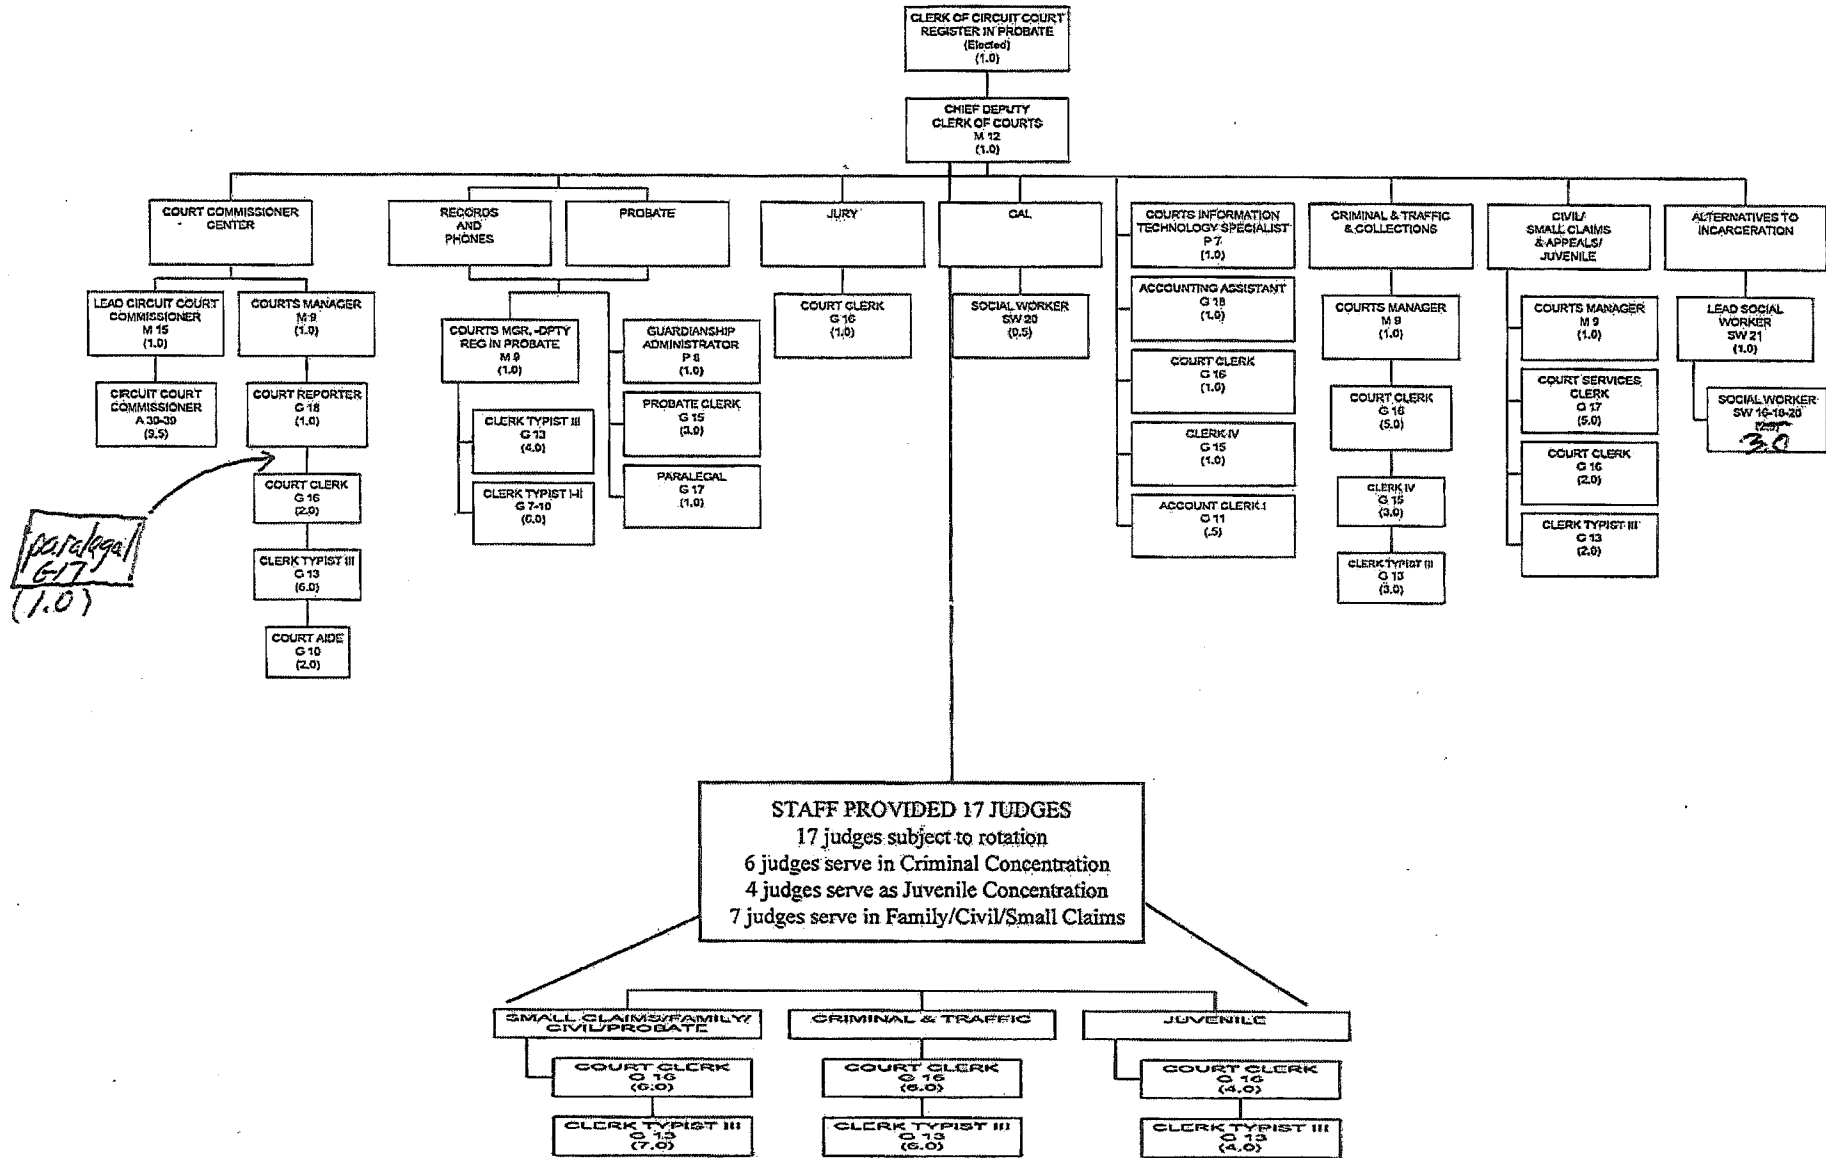 CLERK OF CIRCUIT COURT
REGISTER IN PROBATE
(Elected)
(1.0)
CHIEF DEPUTY
CLERK OF COURTS
M 12
(1.0)
COURT COMMISSIONER
CENTER
LEAD CIRCUIT COURT
COMMISSIONER
M 15
(1.0)
CIRCUIT COURT
COMMISSIONER
(9.5)
COURTS MANAGER
M 9
(1.0)
COURT REPORTER
G 18
(1.0)
paralegal
G-17
(1.0)
COURT CLERK
G 16
(2.0)
CLERK TYPIST III
G 13
(6.0)
COURT AIDE
G 10
(2.0)
RECORDS
AND
PHONES
PROBATE
COURTS MGR. -DPTY
REG IN PROBATE
M 9
(1.0)
CLERK TYPIST III
G 13
(4.0)
CLERK TYPIST I-II
G 7-10
GUARDIANSHIP
ADMINISTRATOR
(1.0)
PROBATE CLERK
G 15
(3.0)
PARALEGAL
G 17
(1.0)
JURY
COURT CLERK
G 16
(1.0)
SOCIAL WORKER
SW 20
(0.5)
COURTS INFORMATION
TECHNOLOGY SPECIALIST
P 7
(1.0)
ACCOUNTING ASSISTANT
G 18
(1.0)
COURT CLERK
G 16
(1.0)
CLERK IV
G 15
(1.0)
ACCOUNT CLERK I
G 11
(.5)
CRIMINAL & TRAFFIC
& COLLECTIONS
COURTS MANAGER
M 9
(1.0)
COURT CLERK
G 16
(5.0)
CLERK IV
G 15
(3.0)
CLERK TYPIST III
G 13
(3.0)
CIVIL/
SMALL CLAIMS
& APPEALS/
JUVENILE
COURTS MANAGER
M 9
(1.0)
COURT SERVICES
CLERK
G 17
(5.0)
COURT CLERK
G 16
(2.0)
CLERK TYPIST III
G 13
(2.0)
ALTERNATIVES TO
INCARCERATION
LEAD SOCIAL
WORKER
SW 21
(1.0)
SOCIAL WORKER
SW 16-18-20
3.0
STAFF PROVIDED 17 JUDGES
17 judges subject to rotation
6 judges serve in Criminal Concentration
4 judges serve as Juvenile Concentration
7 judges serve in Family/Civil/Small Claims
SMALL CLAIMS/FAMILY/
CIVIL/PROBATE
COURT CLERK
G 16
CLERK TYPIST III
G 13
(7.0)
CRIMINAL & TRAFFIC
COURT CLERK
G 16
CLERK TYPIST III
G 13
(6.0)
JUVENILE
COURT CLERK
G 16
(4.0)
CLERK TYPIST III
G 13
(4.0)